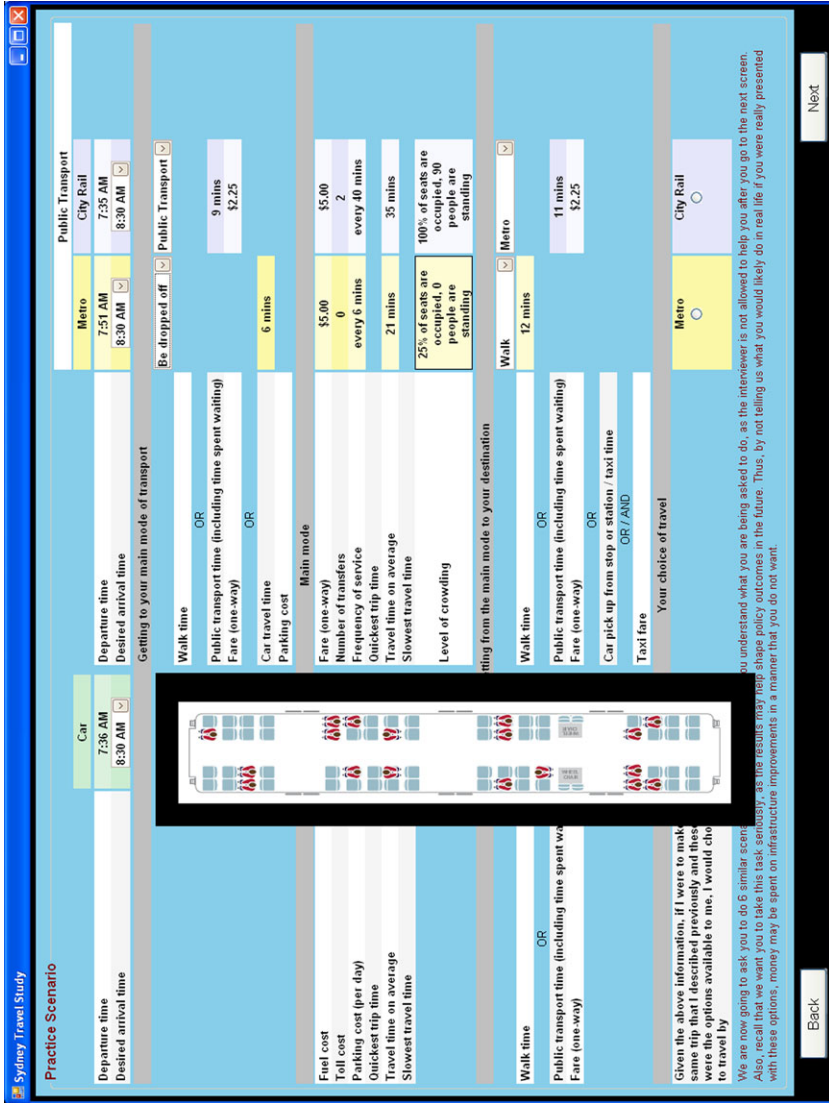 Sydney Travel Study
Practice Scenario
Car
Public Transport
Metro
City Rail
Departure time
7:36 AM
Departure time
7:51 AM
7:35 AM
Desired arrival time
8:30 AM
Desired arrival time
8:30 AM
8:30 AM
Getting to your main mode of transport
Be dropped off
Public Transport
Walk time
OR
Public transport time (including time spent waiting)
9 mins
Fare (one-way)
$2.25
OR
Car travel time
6 mins
Parking cost
Main mode
Fuel cost
Fare (one-way)
$5.00
$5.00
Toll cost
Number of transfers
0
2
Parking cost (per day)
Frequency of service
every 6 mins
every 40 mins
Quickest trip time
Quickest trip time
Travel time on average
Travel time on average
21 mins
35 mins
Slowest travel time
Slowest travel time
Level of crowding
25% of seats are
occupied, 0
people are
standing
100% of seats are
occupied, 90
people are
standing
etting from the main mode to your destination
Walk
Metro
Walk time
Walk time
12 mins
OR
OR
Public transport time (including time spent wa
Public transport time (including time spent waiting)
11 mins
Fare (one-way)
Fare (one-way)
$2.25
OR
Car pick up from stop or station / taxi time
OR / AND
Taxi fare
Your choice of travel
Given the above information, if I were to make
same trip that I described previously and these
were the options available to me, I would cho
to travel by
Metro
City Rail
We are now going to ask you to do 6 similar scena ou understand what you are being asked to do, as the interviewer is not allowed to help you after you go to the next screen.
Also, recall that we want you to take this task seriously, as the results may help shape policy outcomes in the future. Thus, by not telling us what you would likely do in real life if you were really presented
with these options, money may be spent on infrastructure improvements in a manner that you do not want.
Back
Next